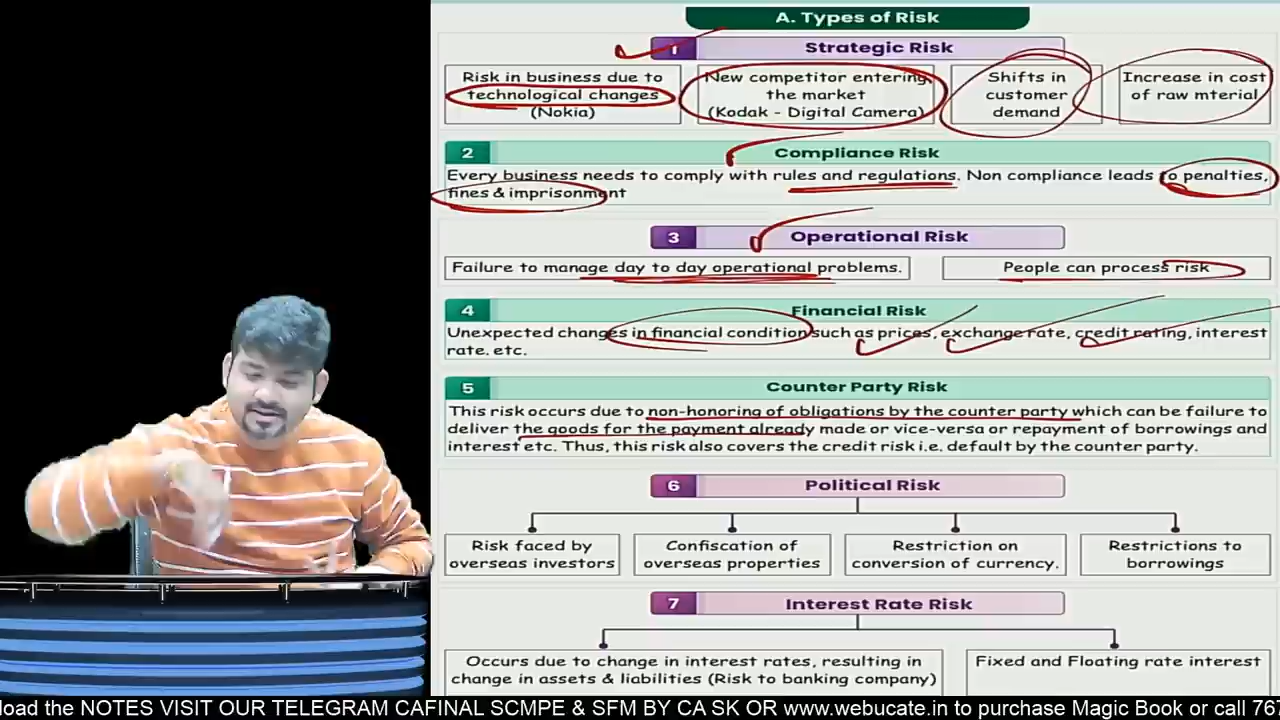 A. Types of Risk
1 Strategic Risk
Risk in business due to
technological changes
(Nokia)
New competitor entering
the market
(Kodak - Digital Camera)
Shifts in
customer
demand
Increase in cost
of raw mterial
2 Compliance Risk
Every business needs to comply with rules and regulations. Non compliance leads to penalties,
fines & imprisonment
3 Operational Risk
Failure to manage day to day operational problems.
People can process risk
4 Financial Risk
Unexpected changes in financial condition such as prices, exchange rate, credit rating, interest
rate. etc.
5 Counter Party Risk
This risk occurs due to non-honoring of obligations by the counter party which can be failure to
deliver the goods for the payment already made or vice-versa or repayment of borrowings and
interest etc. Thus, this risk also covers the credit risk i.e. default by the counter party.
6 Political Risk
Risk faced by
overseas investors
Confiscation of
overseas properties
Restriction on
conversion of currency.
Restrictions to
borrowings
7 Interest Rate Risk
Occurs due to change in interest rates, resulting in
change in assets & liabilities (Risk to banking company)
Fixed and Floating rate interest
load the NOTES VISIT OUR TELEGRAM CAFINAL SCMPE & SFM BY CA SK OR www.webucate.in to purchase Magic Book or call 76